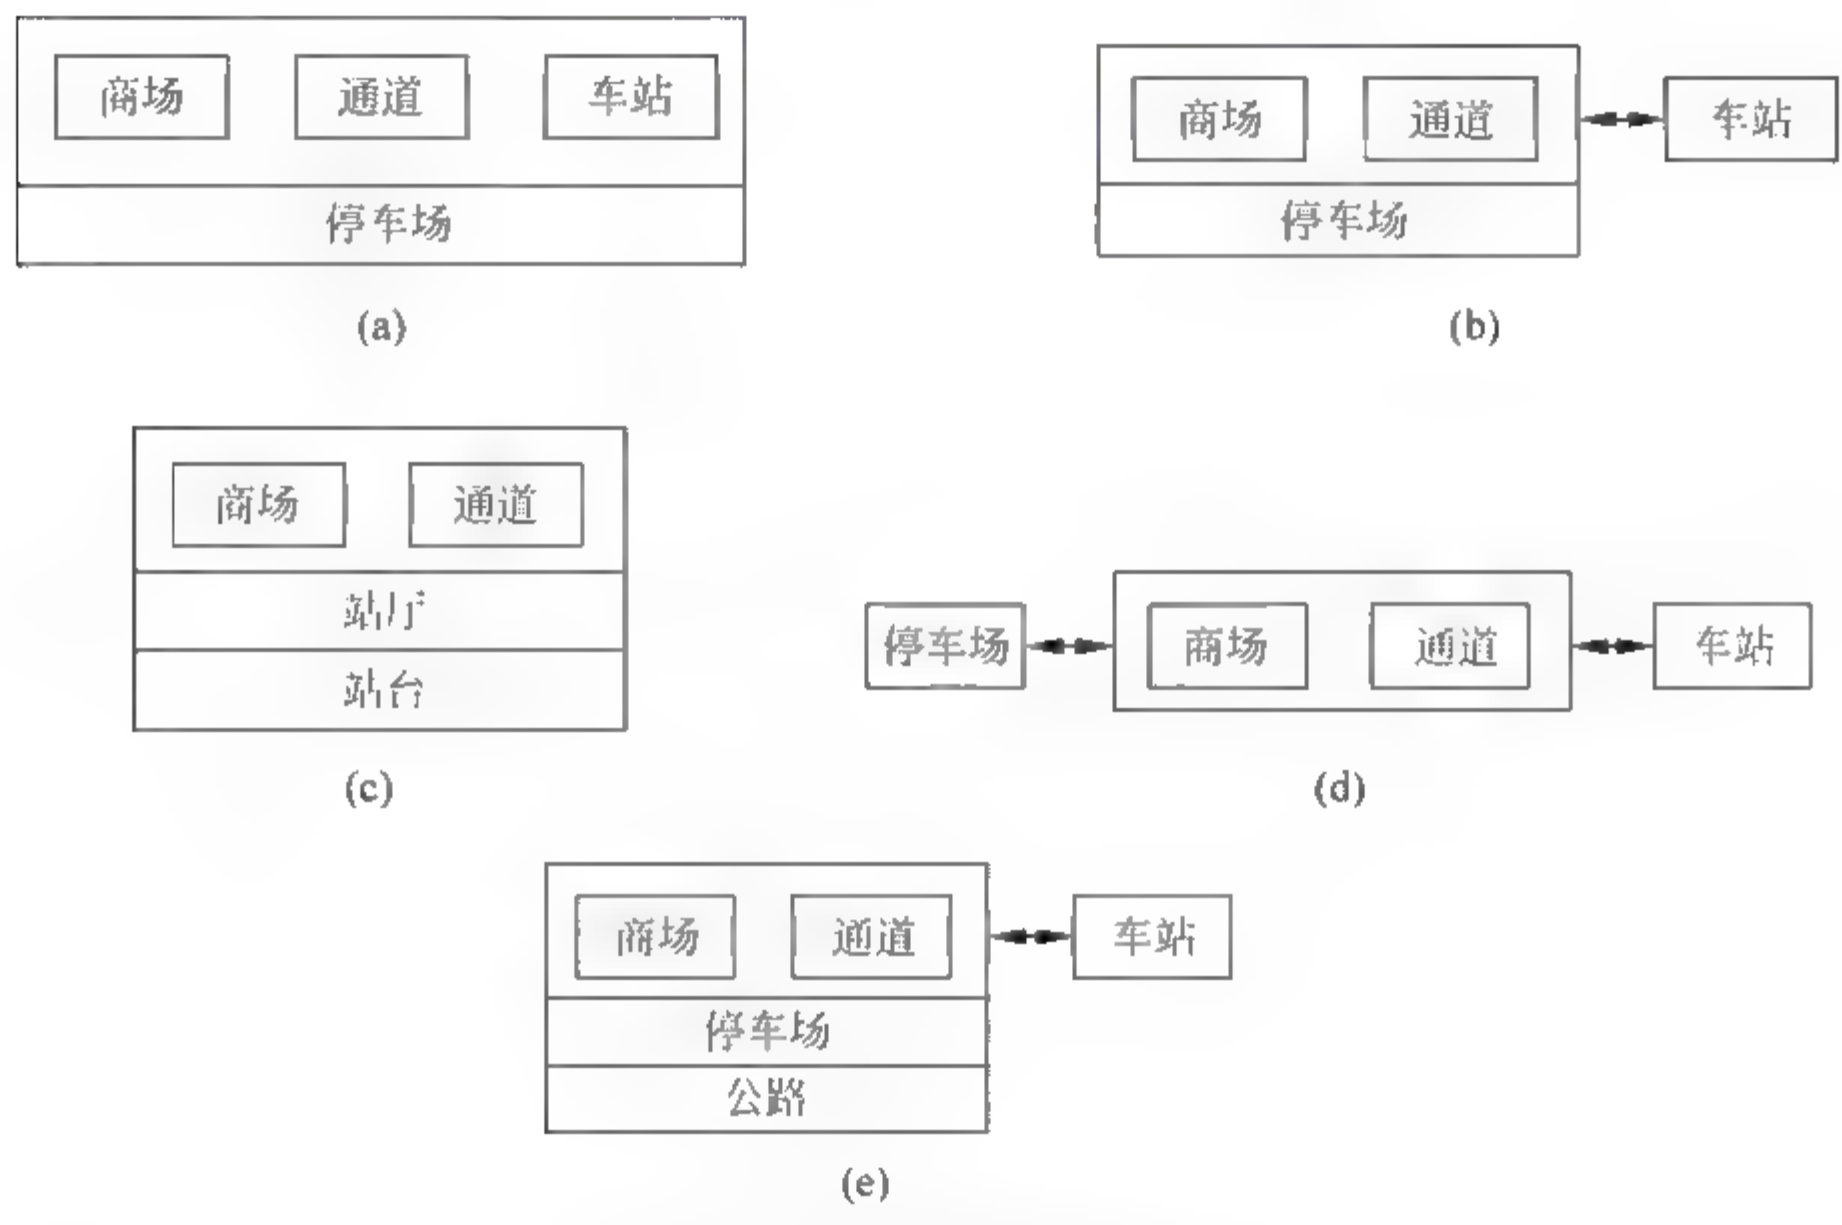 商场 通道 车站
停车场
(a)
商场 通道 车站
停车场
(b)
商场 通道
站厅
站台
(c)
停车场 商场 通道 车站
(d)
商场 通道 车站
停车场
公路
(e)